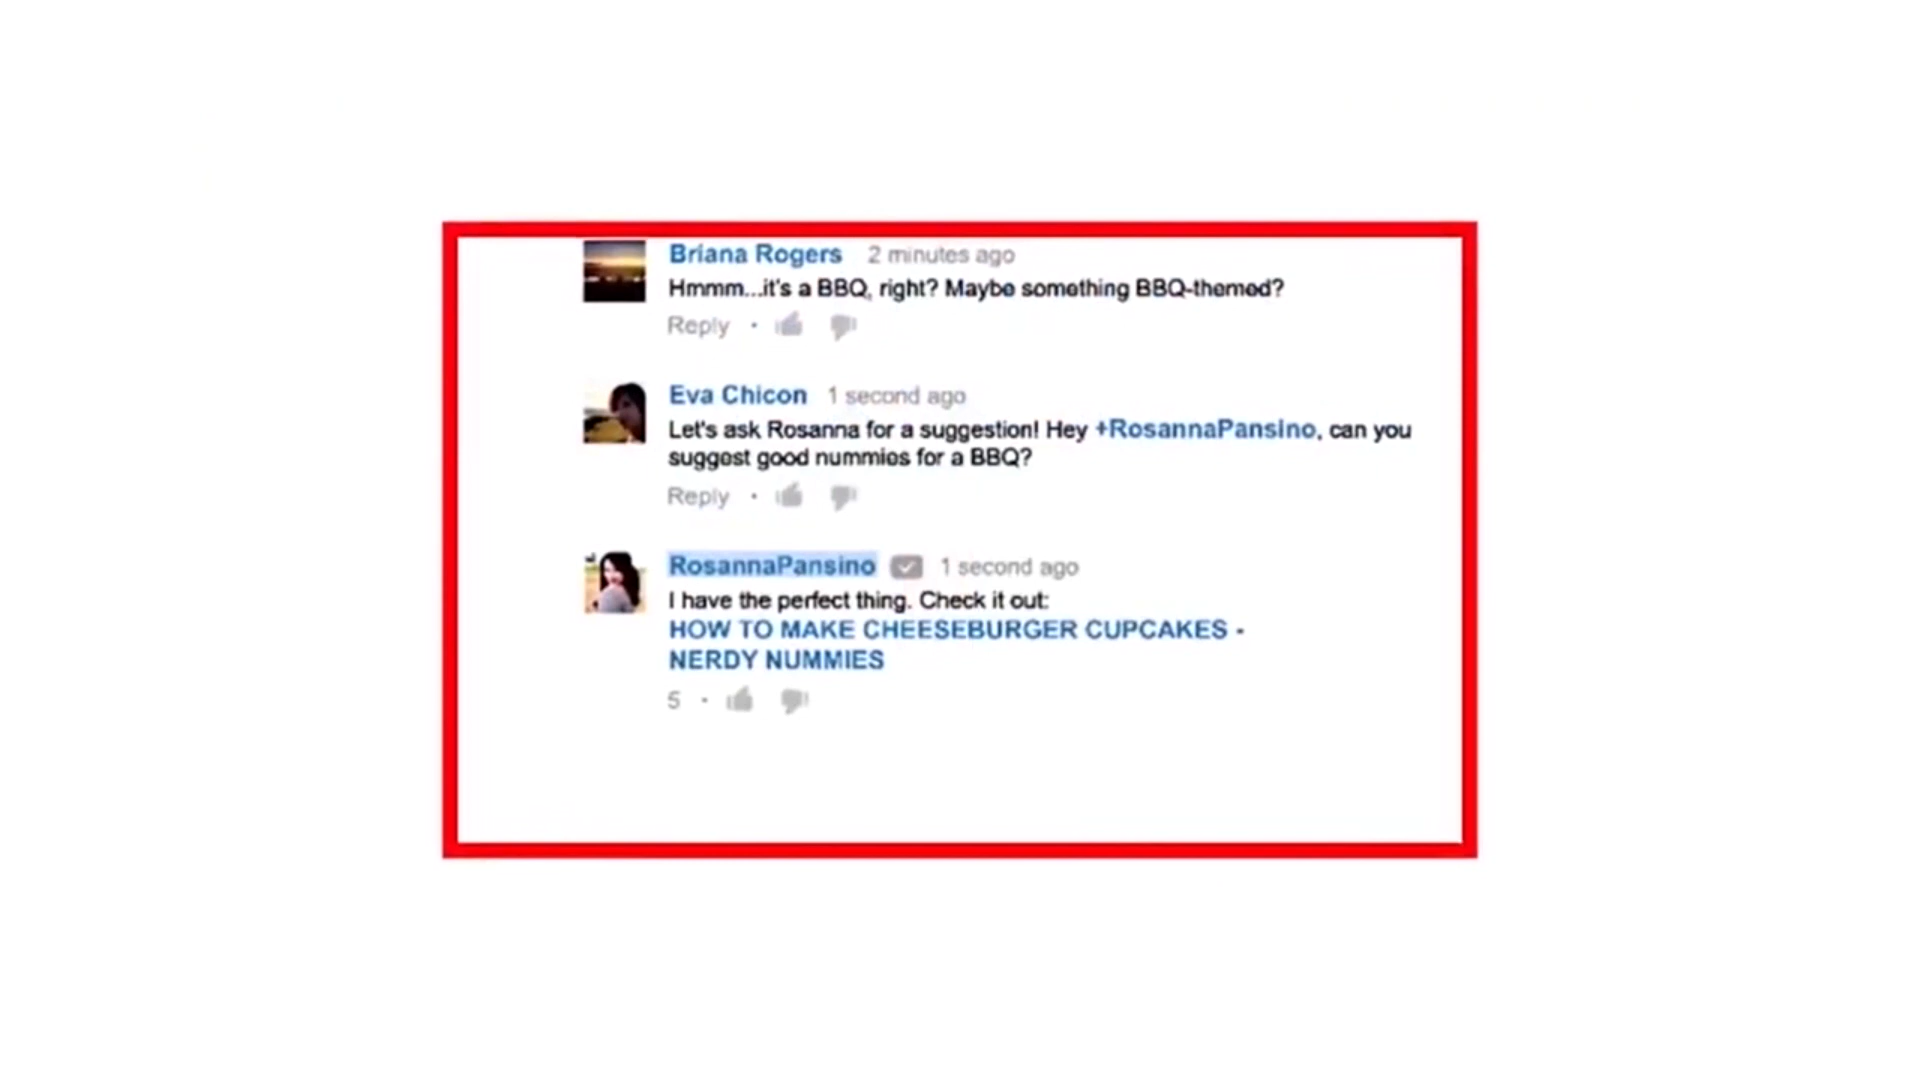 Briana Rogers 2 minutes ago
Hmmm...it's a BBQ, right? Maybe something BBQ-themed?
Reply ·
Eva Chicon 1 second ago
Let's ask Rosanna for a suggestion! Hey +RosannaPansino, can you
suggest good nummies for a BBQ?
Reply ·
RosannaPansino 1 second ago
I have the perfect thing. Check it out:
HOW TO MAKE CHEESEBURGER CUPCAKES -
NERDY NUMMIES
5 ·